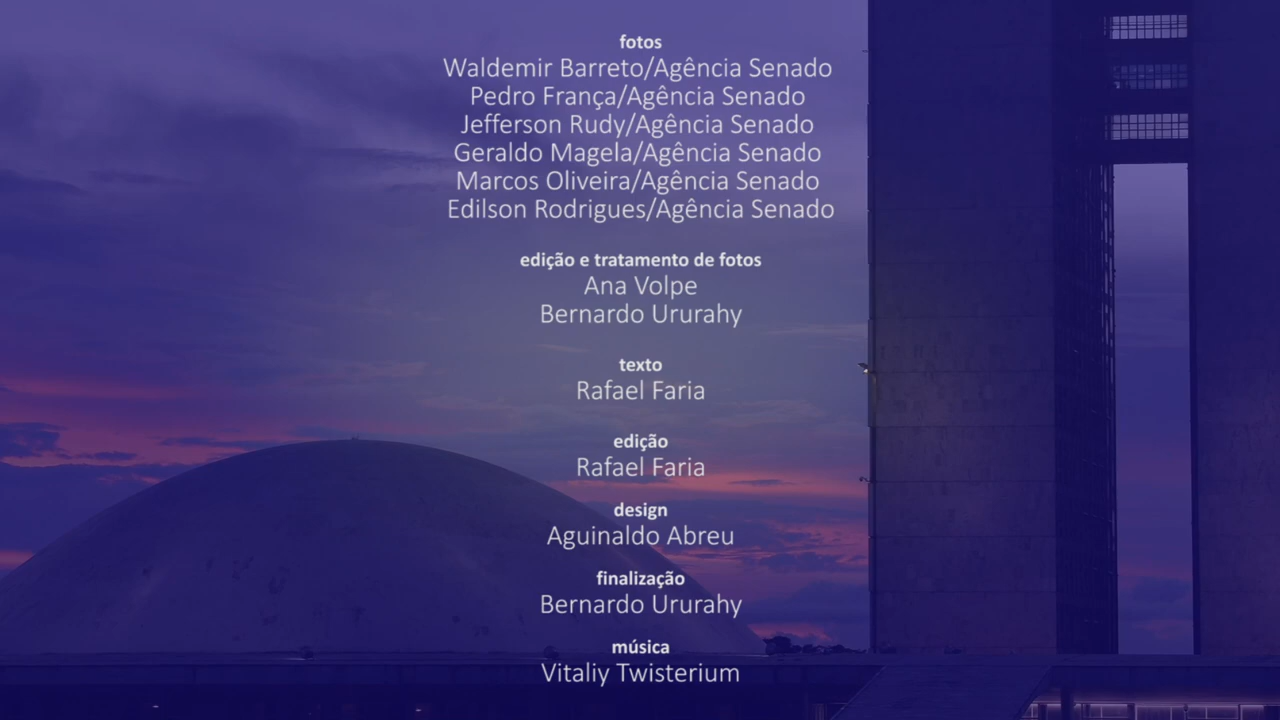 fotos
Waldemir Barreto/Agência Senado
Pedro França/Agência Senado
Jefferson Rudy/Agência Senado
Geraldo Magela/Agência Senado
Marcos Oliveira/Agência Senado
Edilson Rodrigues/Agência Senado
edição e tratamento de fotos
Ana Volpe
Bernardo Ururahy
texto
Rafael Faria
edição
Rafael Faria
design
Aguinaldo Abreu
finalização
Bernardo Ururahy
música
Vitaliy Twisterium